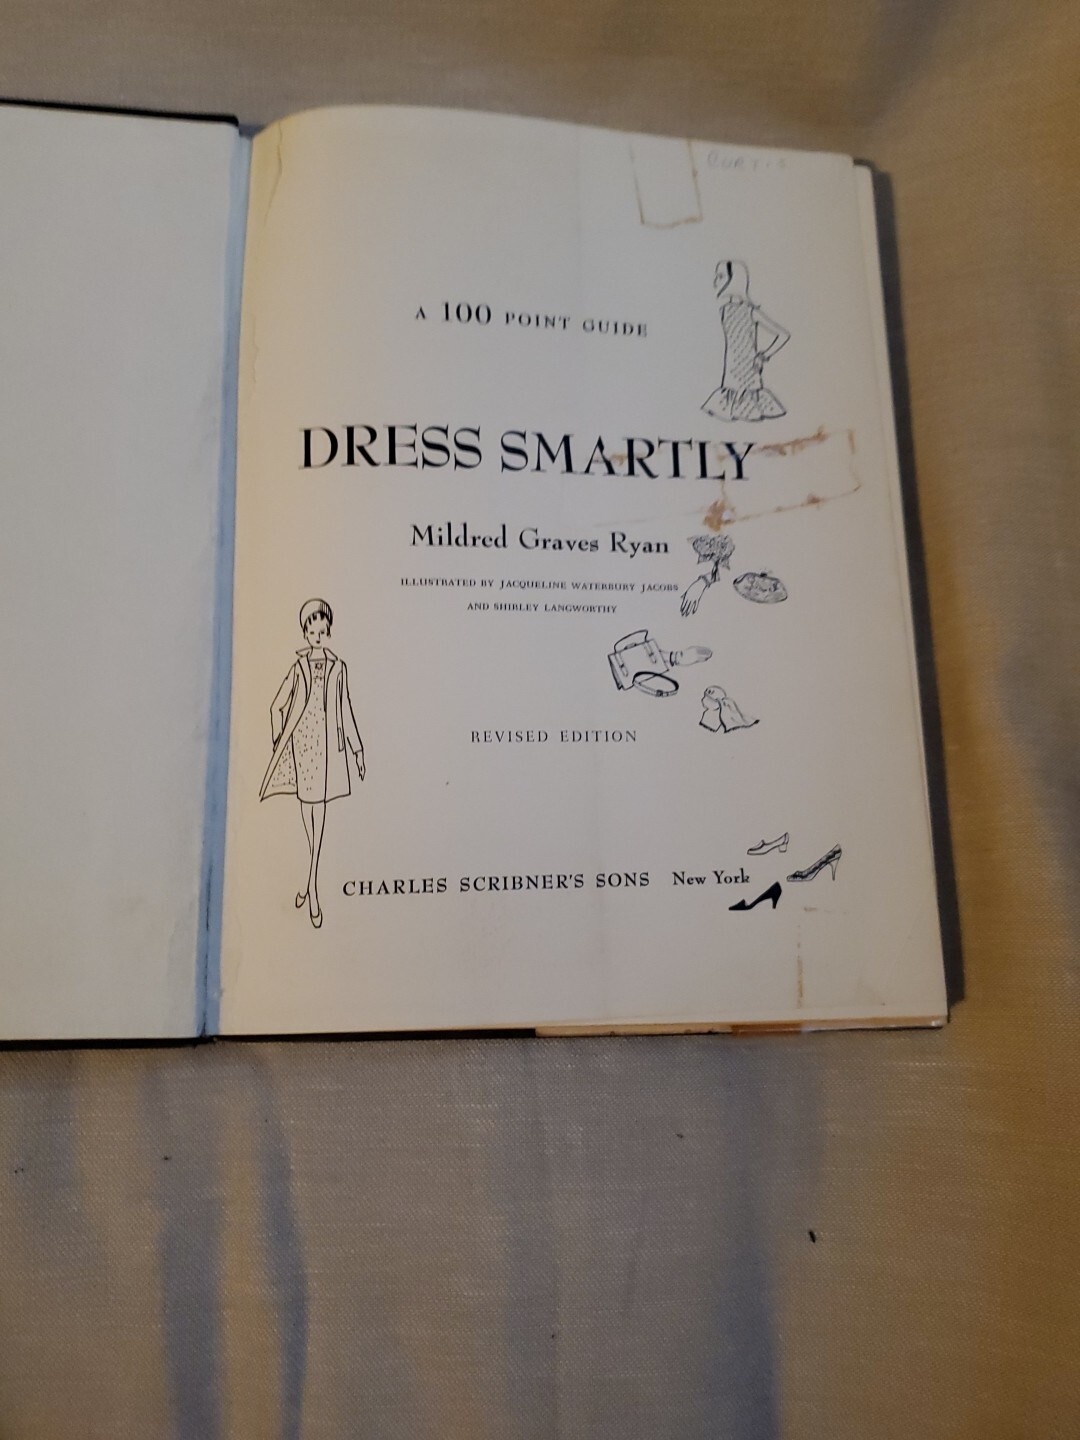 A 100 POINT GUIDE
DRESS SMARTLY
Mildred Graves Ryan
ILLUSTRATED BY JACQUELINE WATERBURY JACOBS
AND SHIRLEY LANGWORTHY
REVISED EDITION
CHARLES SCRIBNER'S SONS New York